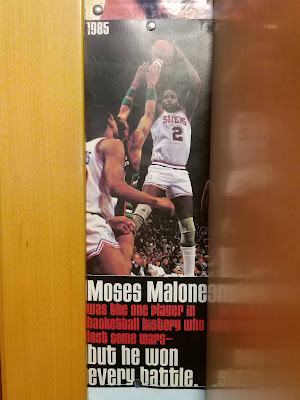 1985
SIXERS
2
Moses Malone
was the one player in
basketball history who
lost some wars—
but he won
every battle.